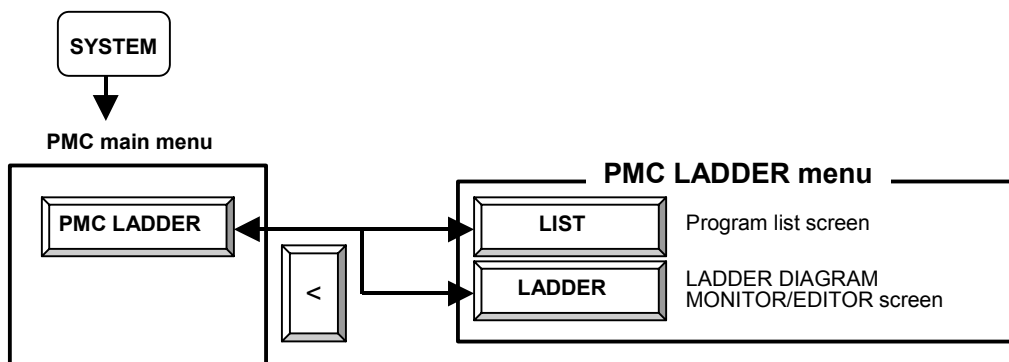 SYSTEM
PMC main menu
PMC LADDER
<
PMC LADDER menu
LIST
Program list screen
LADDER
LADDER DIAGRAM
MONITOR/EDITOR screen